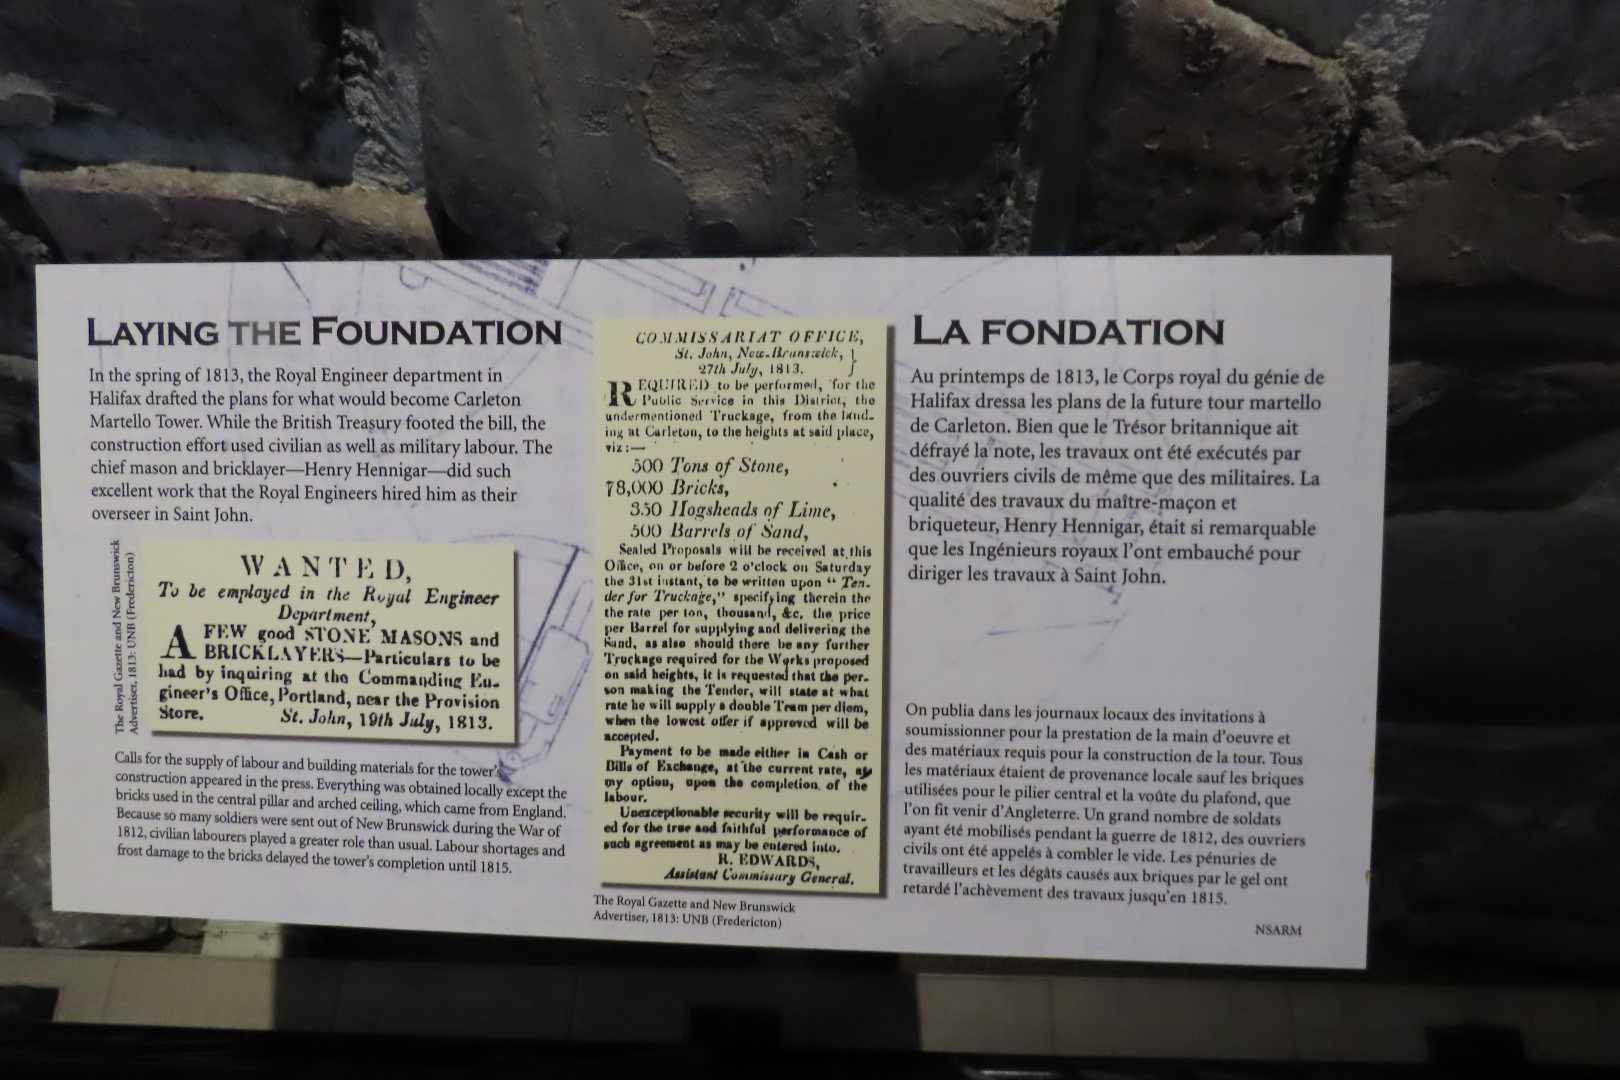 LAYING THE FOUNDATION
In the spring of 1813, the Royal Engineer department in
Halifax drafted the plans for what would become Carleton
Martello Tower. While the British Treasury footed the bill, the
construction effort used civilian as well as military labour. The
chief mason and bricklayer—Henry Hennigar—did such
excellent work that the Royal Engineers hired him as their
overseer in Saint John.
The Royal Gazette and New Brunswick
Advertiser, 1813: UNB (Fredericton)
WANTED,
To be employed in the Royal Engineer
Department,
A FEW good STONE MASONS and
BRICKLAYERS—Particulars to be
had by inquiring at the Commanding En-
gineer's Office, Portland, near the Provision
Store. St. John, 19th July, 1813.
Calls for the supply of labour and building materials for the tower's
construction appeared in the press. Everything was obtained locally except the
bricks used in the central pillar and arched ceiling, which came from England.
Because so many soldiers were sent out of New Brunswick during the War of
1812, civilian labourers played a greater role than usual. Labour shortages and
frost damage to the bricks delayed the tower's completion until 1815.
COMMISSARIAT OFFICE,
St. John, New-Brunswick, }
27th July, 1813.
REQUIRED to be performed, for the
Public Service in this District, the
undermentioned Truckage, from the land-
ing at Carleton, to the heights at said place,
viz:—
500 Tons of Stone,
78,000 Bricks,
350 Hogsheads of Lime,
500 Barrels of Sand,
Sealed Proposals will be received at this
Office, on or before 2 o'clock on Saturday
the 31st instant, to be written upon "Ten-
der for Truckage," specifying therein the
the rate per ton, thousand, &c. the price
per Barrel for supplying and delivering the
Sand, as also should there be any further
Truckage required for the Works proposed
on said heights, it is requested that the per-
son making the Tender, will state at what
rate he will supply a double Team per diem,
when the lowest offer if approved will be
accepted.
Payment to be made either in Cash or
Bills of Exchange, at the current rate, at
my option, upon the completion of the
labour.
Unexceptionable security will be requir-
ed for the true and faithful performance of
such agreement as may be entered into.
R. EDWARDS,
Assistant Commissary General.
The Royal Gazette and New Brunswick
Advertiser, 1813: UNB (Fredericton)
LA FONDATION
Au printemps de 1813, le Corps royal du génie de
Halifax dressa les plans de la future tour martello
de Carleton. Bien que le Trésor britannique ait
défrayé la note, les travaux ont été exécutés par
des ouvriers civils de même que des militaires. La
qualité des travaux du maître-maçon et
briqueteur, Henry Hennigar, était si remarquable
que les Ingénieurs royaux l'ont embauché pour
diriger les travaux à Saint John.
On publia dans les journaux locaux des invitations à
soumissionner pour la prestation de la main d'oeuvre et
des matériaux requis pour la construction de la tour. Tous
les matériaux étaient de provenance locale sauf les briques
utilisées pour le pilier central et la voûte du plafond, que
l'on fit venir d'Angleterre. Un grand nombre de soldats
ayant été mobilisés pendant la guerre de 1812, des ouvriers
civils ont été appelés à combler le vide. Les pénuries de
travailleurs et les dégâts causés aux briques par le gel ont
retardé l'achèvement des travaux jusqu'en 1815.
NSARM